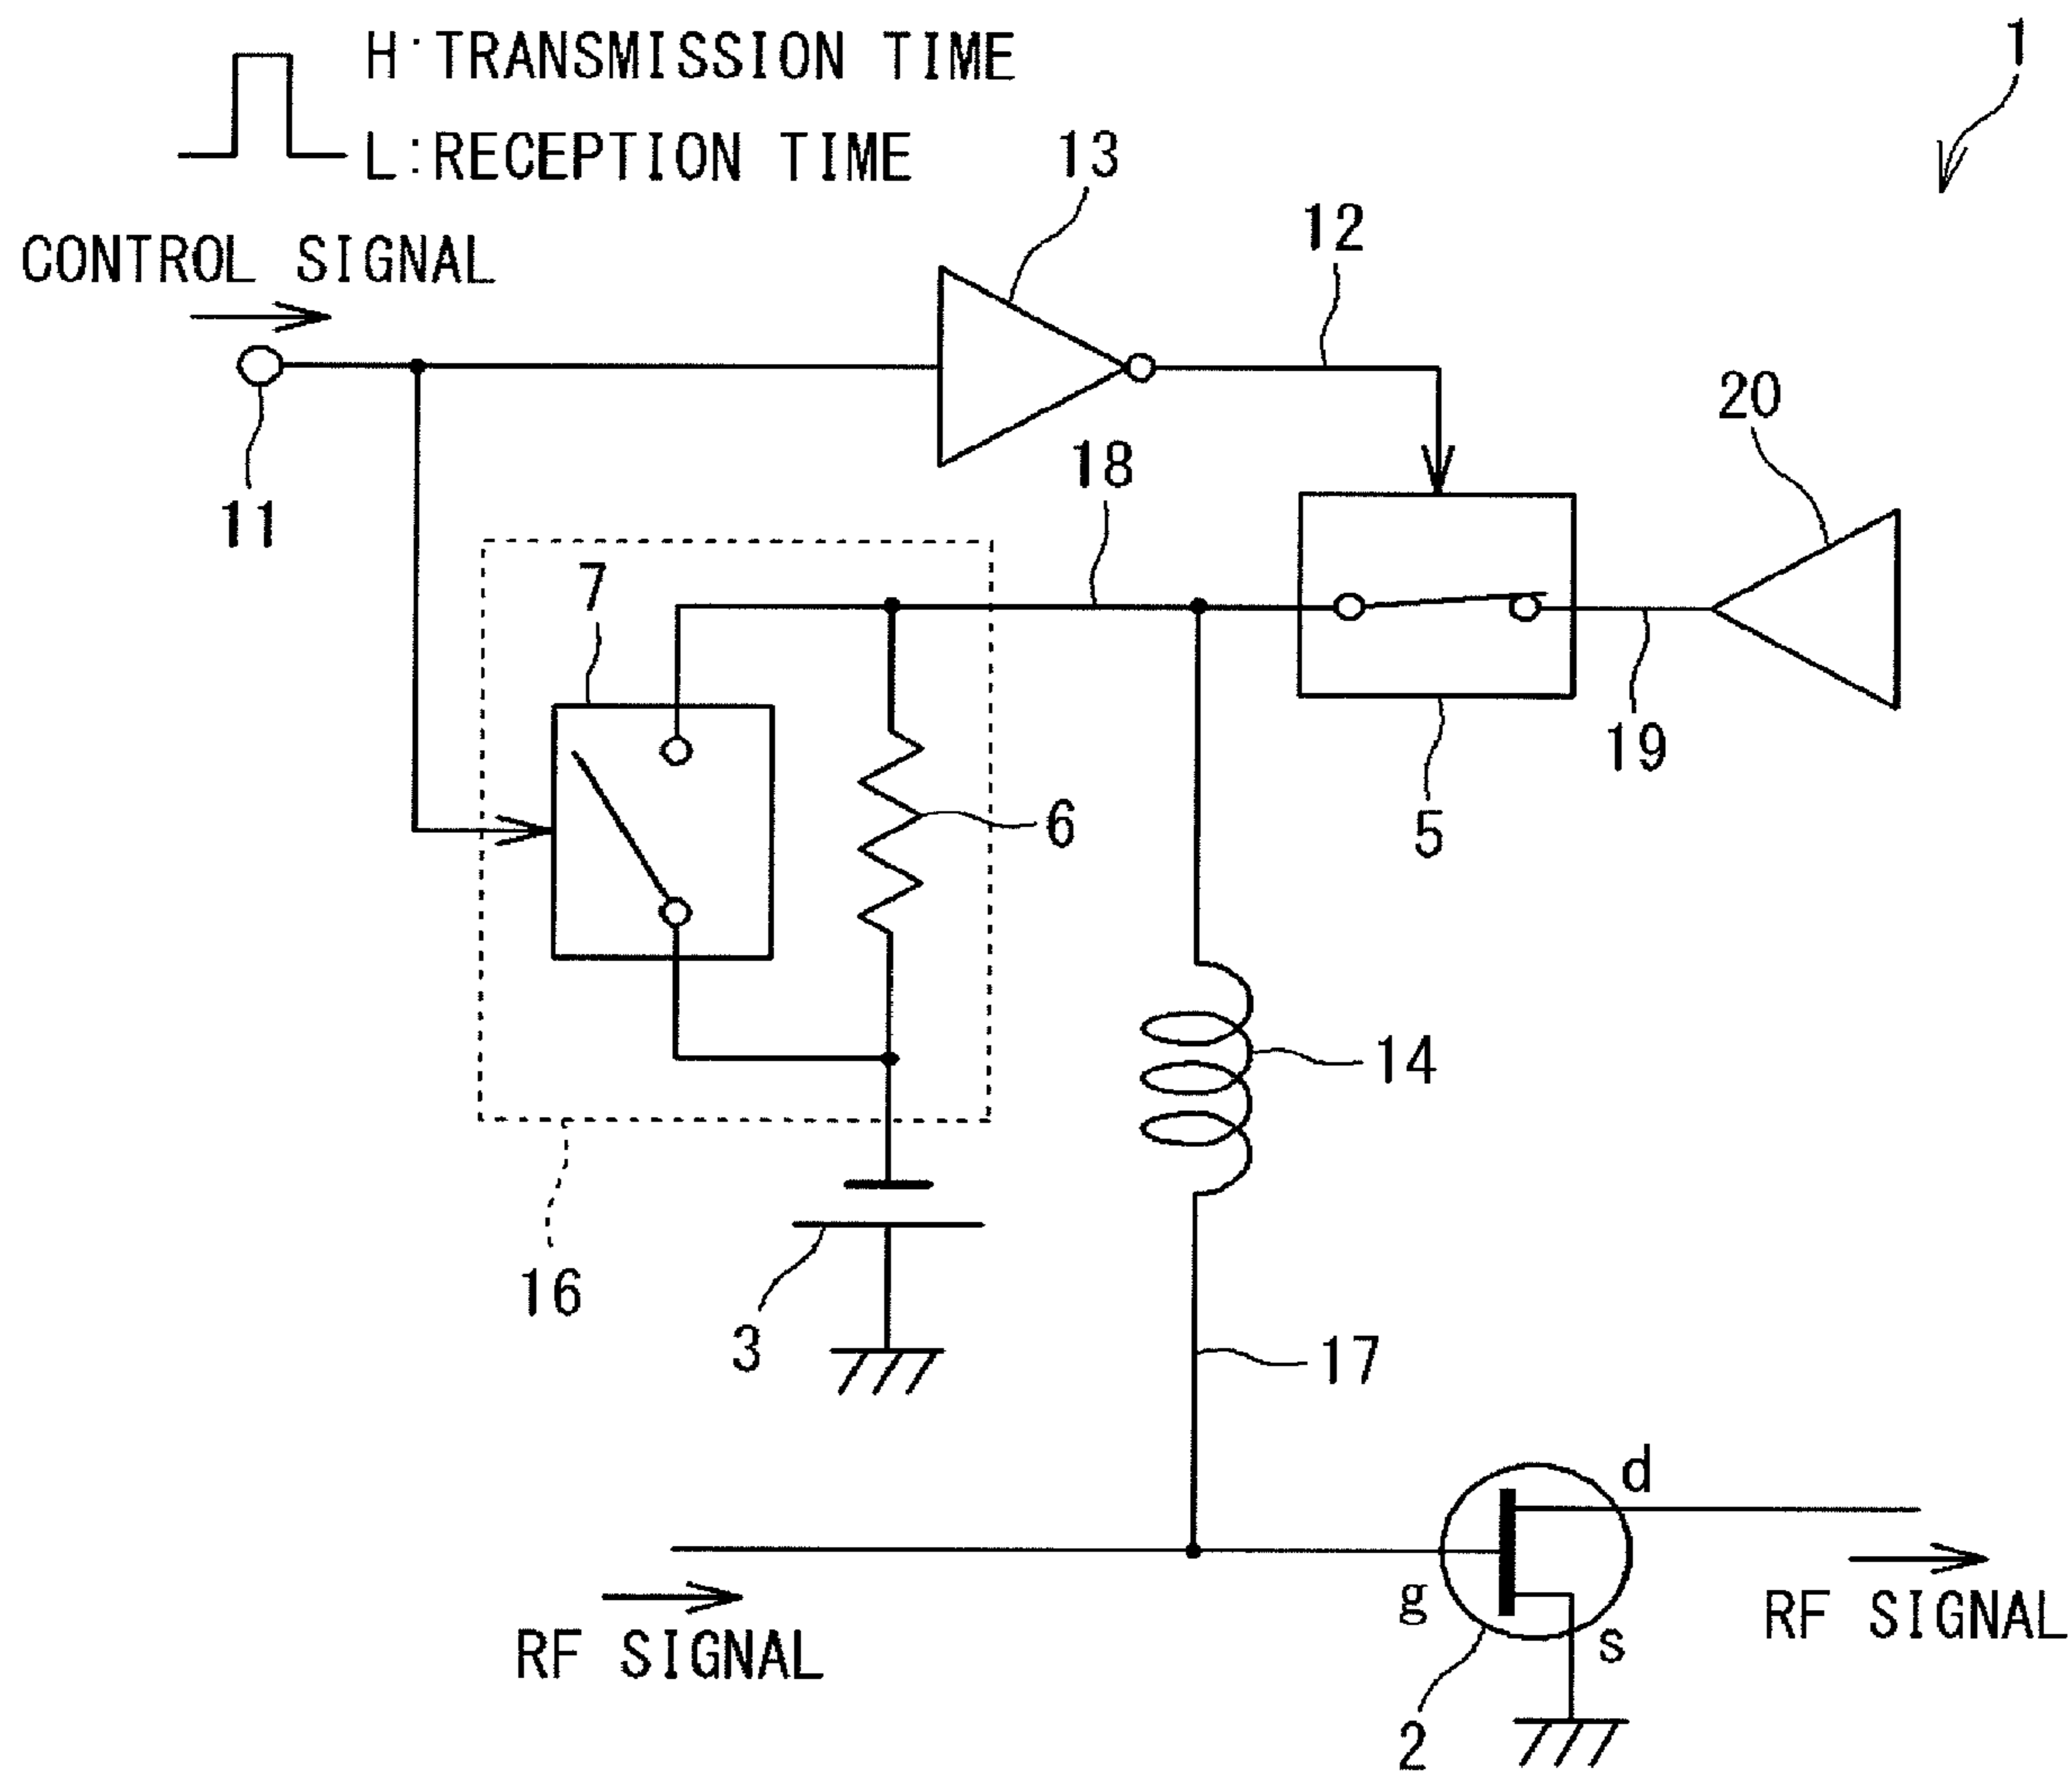 H:TRANSMISSION TIME
L:RECEPTION TIME
1
13
12
CONTROL SIGNAL
20
18
11
7
19
6
5
14
16
3
17
d
g
s
RF SIGNAL
RF SIGNAL
2